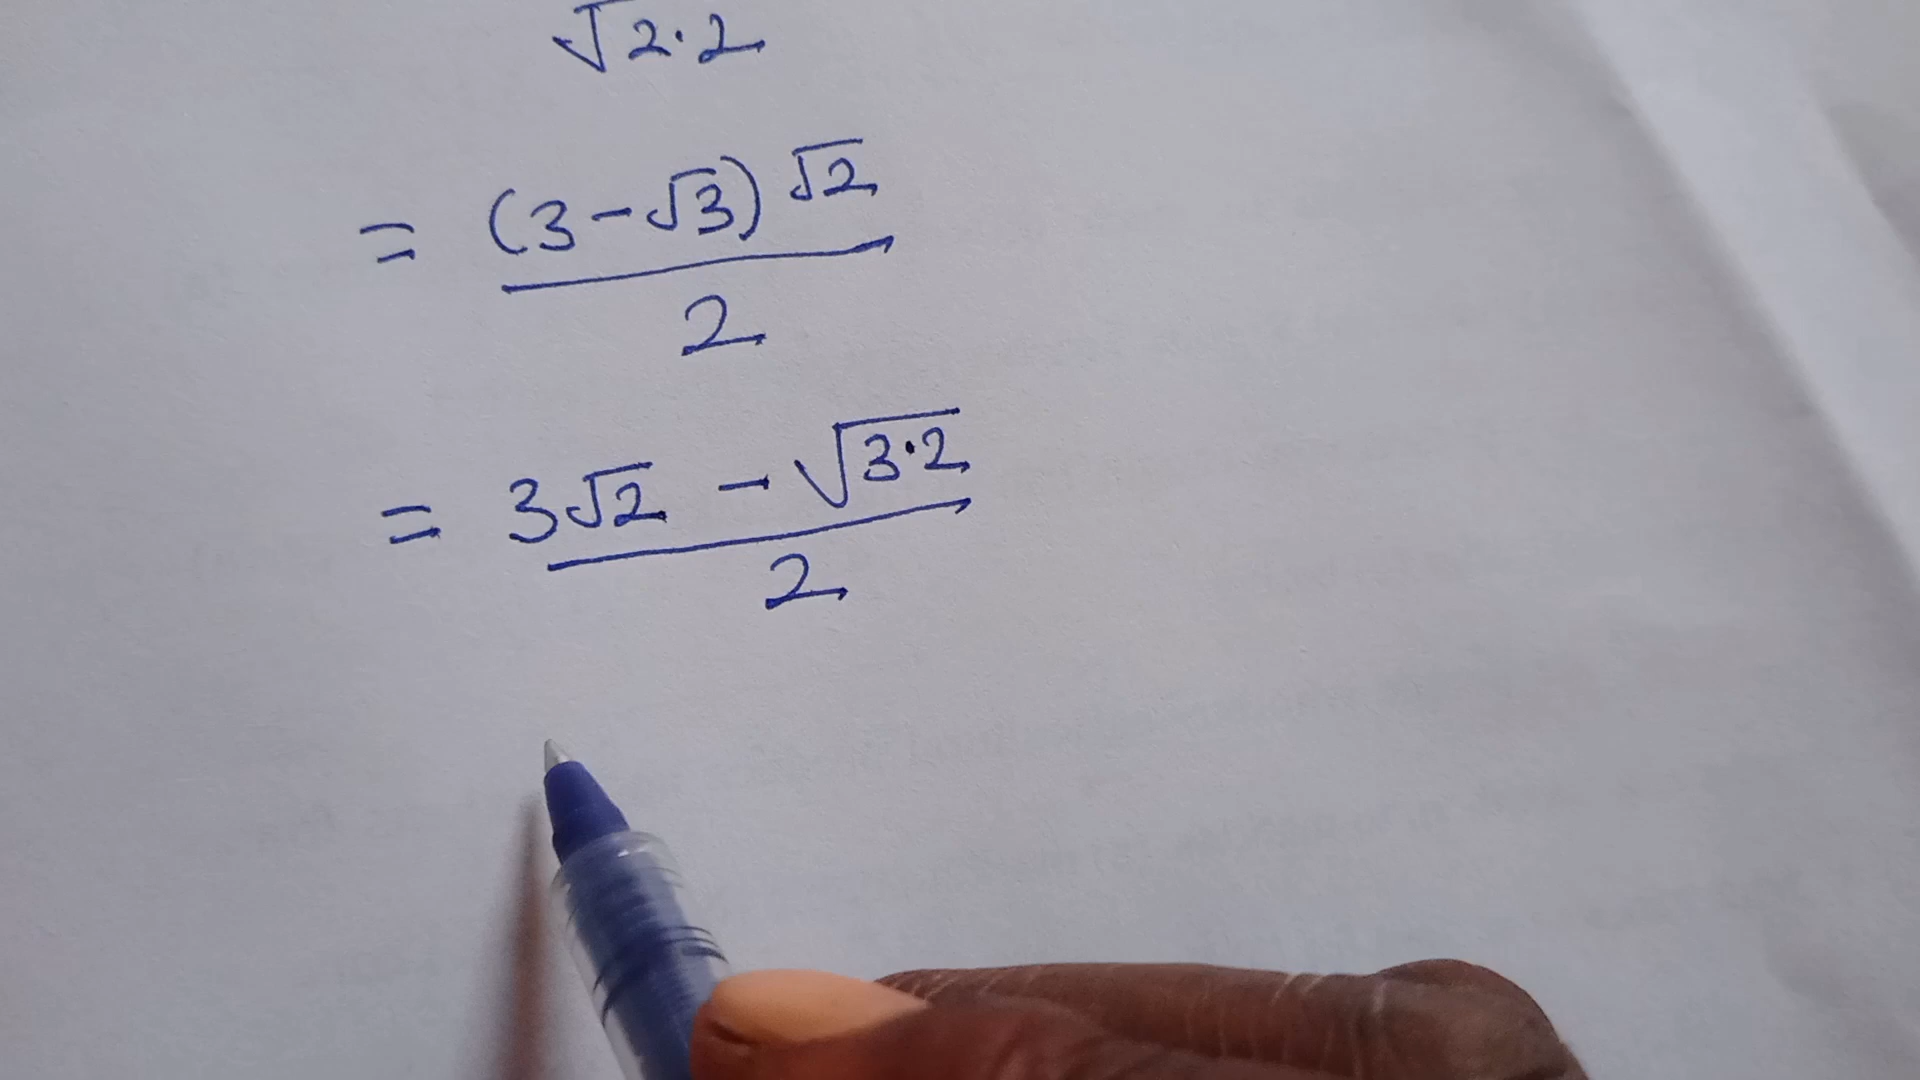 √2·2
= (3-√3)√2
2
= 3√2 - √3·2
2